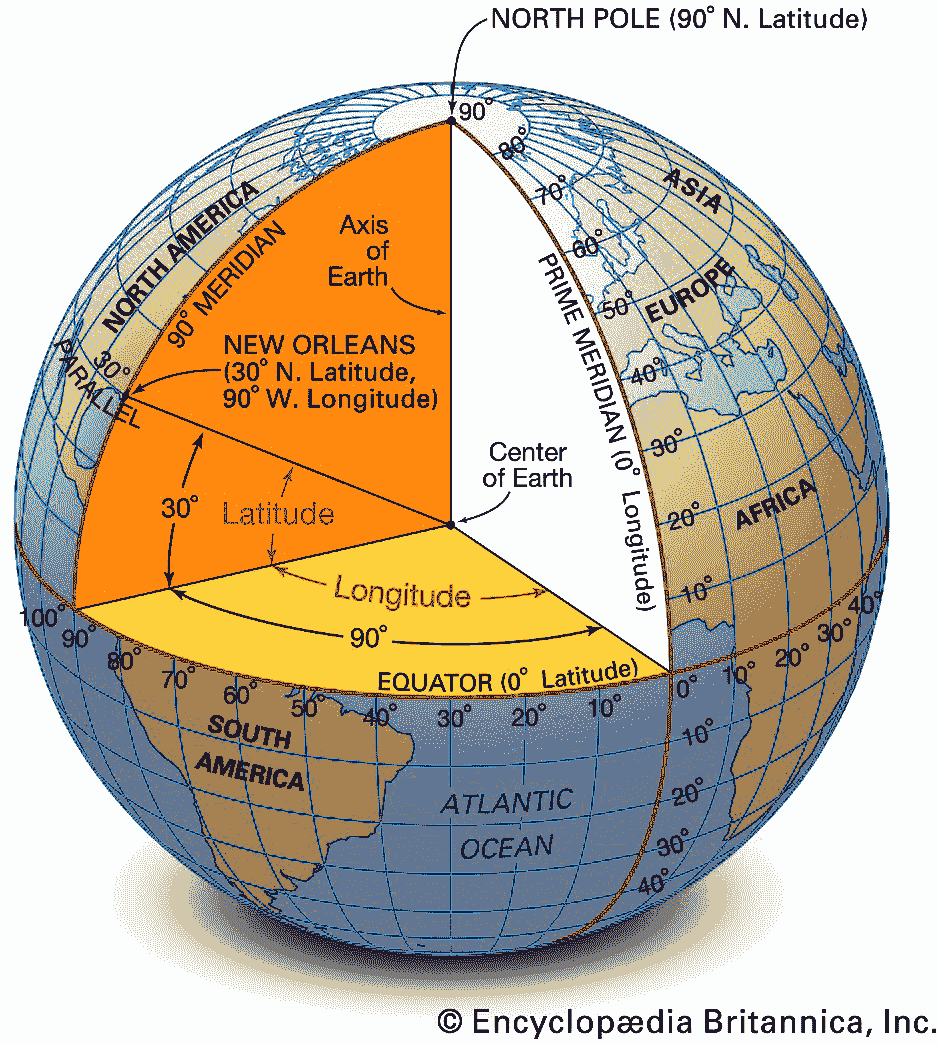 NORTH POLE (90° N. Latitude)
90°
80°
70°
60°
50°
40°
30°
20°
10°
ASIA
EUROPE
AFRICA
NORTH AMERICA
90° MERIDIAN
Axis
of
Earth
PRIME MERIDIAN (0° Longitude)
NEW ORLEANS
(30° N. Latitude,
90° W. Longitude)
30°
PARALLEL
Center
of Earth
30°
Latitude
Longitude
90°
EQUATOR (0° Latitude)
100°
90°
80°
70°
60°
50°
40°
30°
20°
10°
0°
10°
20°
30°
40°
10°
20°
30°
40°
SOUTH
AMERICA
ATLANTIC
OCEAN
© Encyclopædia Britannica, Inc.